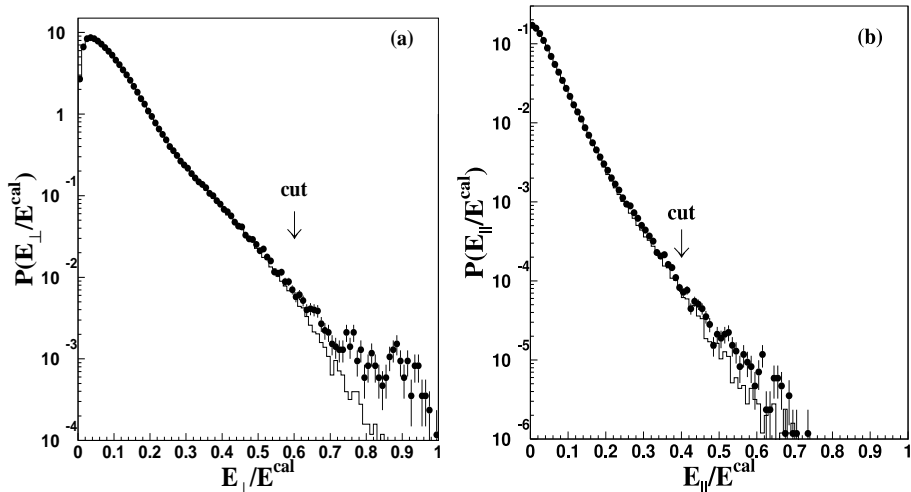 (a)
10
1
10⁻¹
10⁻²
10⁻³
10⁻⁴
P(E⊥/E^cal)
cut
0 0.1 0.2 0.3 0.4 0.5 0.6 0.7 0.8 0.9 1
E⊥/E^cal
(b)
10⁻¹
10⁻²
10⁻³
10⁻⁴
10⁻⁵
10⁻⁶
P(E||/E^cal)
cut
0 0.1 0.2 0.3 0.4 0.5 0.6 0.7 0.8 0.9 1
E||/E^cal